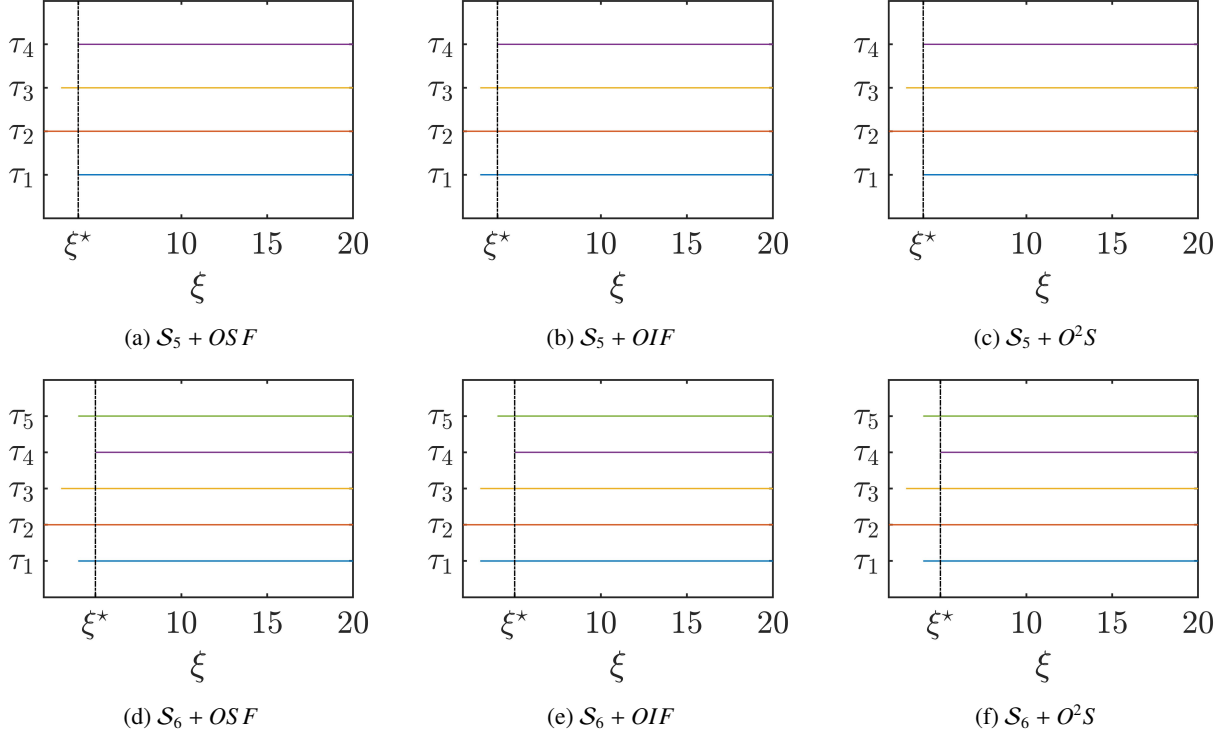 τ4 τ4 τ4
τ3 τ3 τ3
τ2 τ2 τ2
τ1 τ1 τ1
ξ⋆ 10 15 20 ξ⋆ 10 15 20 ξ⋆ 10 15 20
ξ ξ ξ
(a) 𝒮5 + OSF (b) 𝒮5 + OIF (c) 𝒮5 + O²S
τ5 τ5 τ5
τ4 τ4 τ4
τ3 τ3 τ3
τ2 τ2 τ2
τ1 τ1 τ1
ξ⋆ 10 15 20 ξ⋆ 10 15 20 ξ⋆ 10 15 20
ξ ξ ξ
(d) 𝒮6 + OSF (e) 𝒮6 + OIF (f) 𝒮6 + O²S